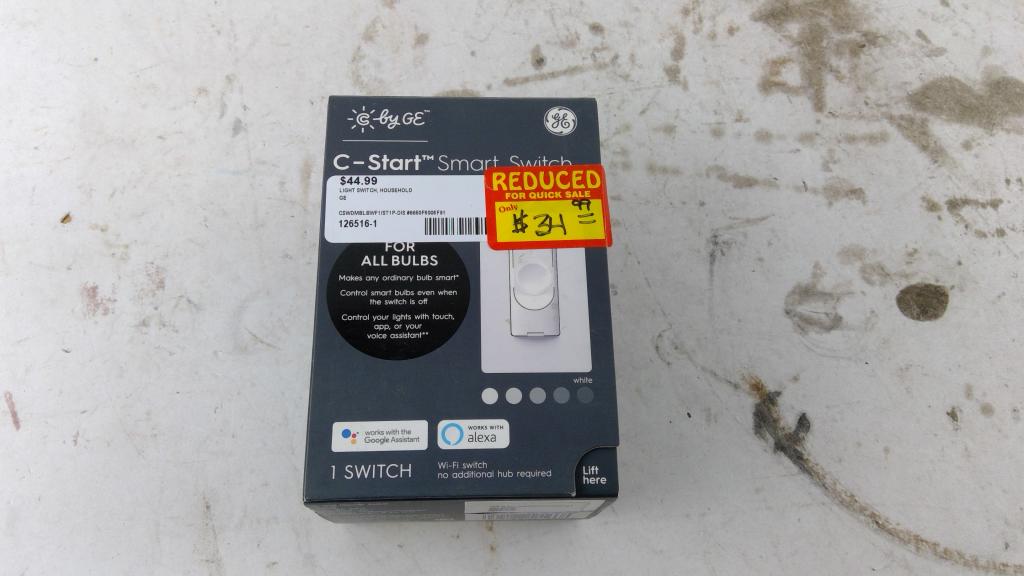 C by GE™
GE
C-Start™ Smart Switch
$44.99
LIGHT SWITCH, HOUSEHOLD
GE
126516-1
REDUCED
FOR QUICK SALE
Only
$34 99
FOR
ALL BULBS
Makes any ordinary bulb smart*
Control smart bulbs even when
the switch is off
Control your lights with touch,
app, or your
voice assistant**
white
works with the
Google Assistant
WORKS WITH
alexa
1 SWITCH
Wi-Fi switch
no additional hub required
Lift
here